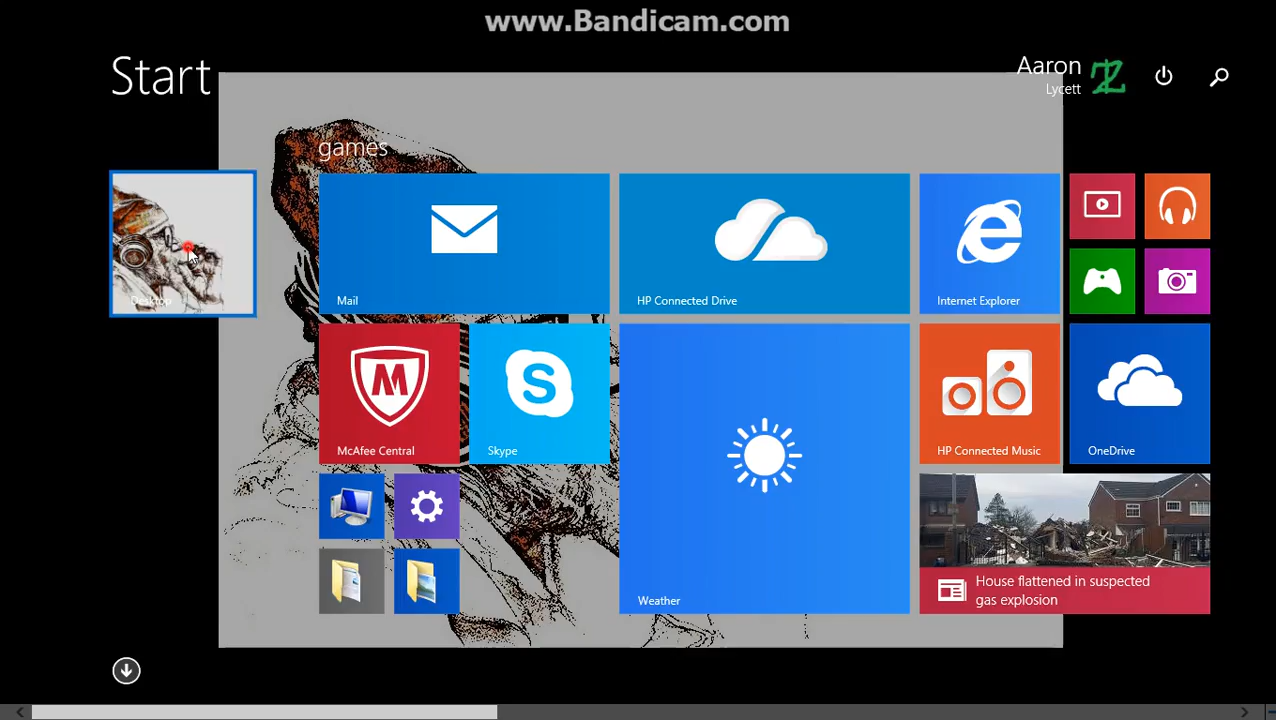 www.Bandicam.com
Start
Aaron
Lycett
games
Desktop
Mail
HP Connected Drive
Internet Explorer
McAfee Central
Skype
Weather
HP Connected Music
OneDrive
House flattened in suspected
gas explosion